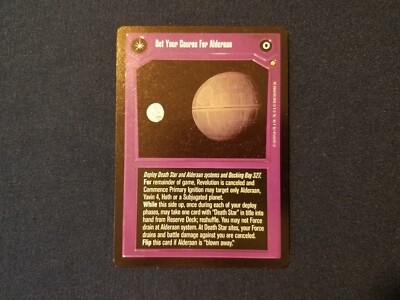 Set Your Course For Alderaan
Deploy Death Star and Alderaan systems and Docking Bay 327.
For remainder of game, Revolution is canceled and
Commence Primary Ignition may target only Alderaan,
Yavin 4, Hoth or a Subjugated planet.
While this side up, once during each of your deploy
phases, may take one card with "Death Star" in title into
hand from Reserve Deck; reshuffle. You may not Force
drain at Alderaan system. At Death Star sites, your Force
drains and battle damage against you are canceled.
Flip this card if Alderaan is "blown away."